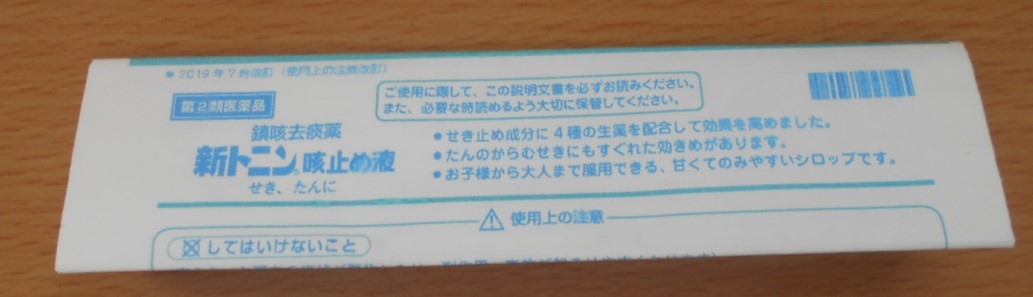 ＊2019年7月改訂（使用上の注意改訂）
第2類医薬品
ご使用に際して、この説明文書を必ずお読みください。
また、必要な時読めるよう大切に保管してください。
鎮咳去痰薬
新トニン®咳止め液
せき、たんに
●せき止め成分に4種の生薬を配合して効果を高めました。
●たんのからむせきにもすぐれた効きめがあります。
●お子様から大人まで服用できる、甘くてのみやすいシロップです。
使用上の注意
してはいけないこと